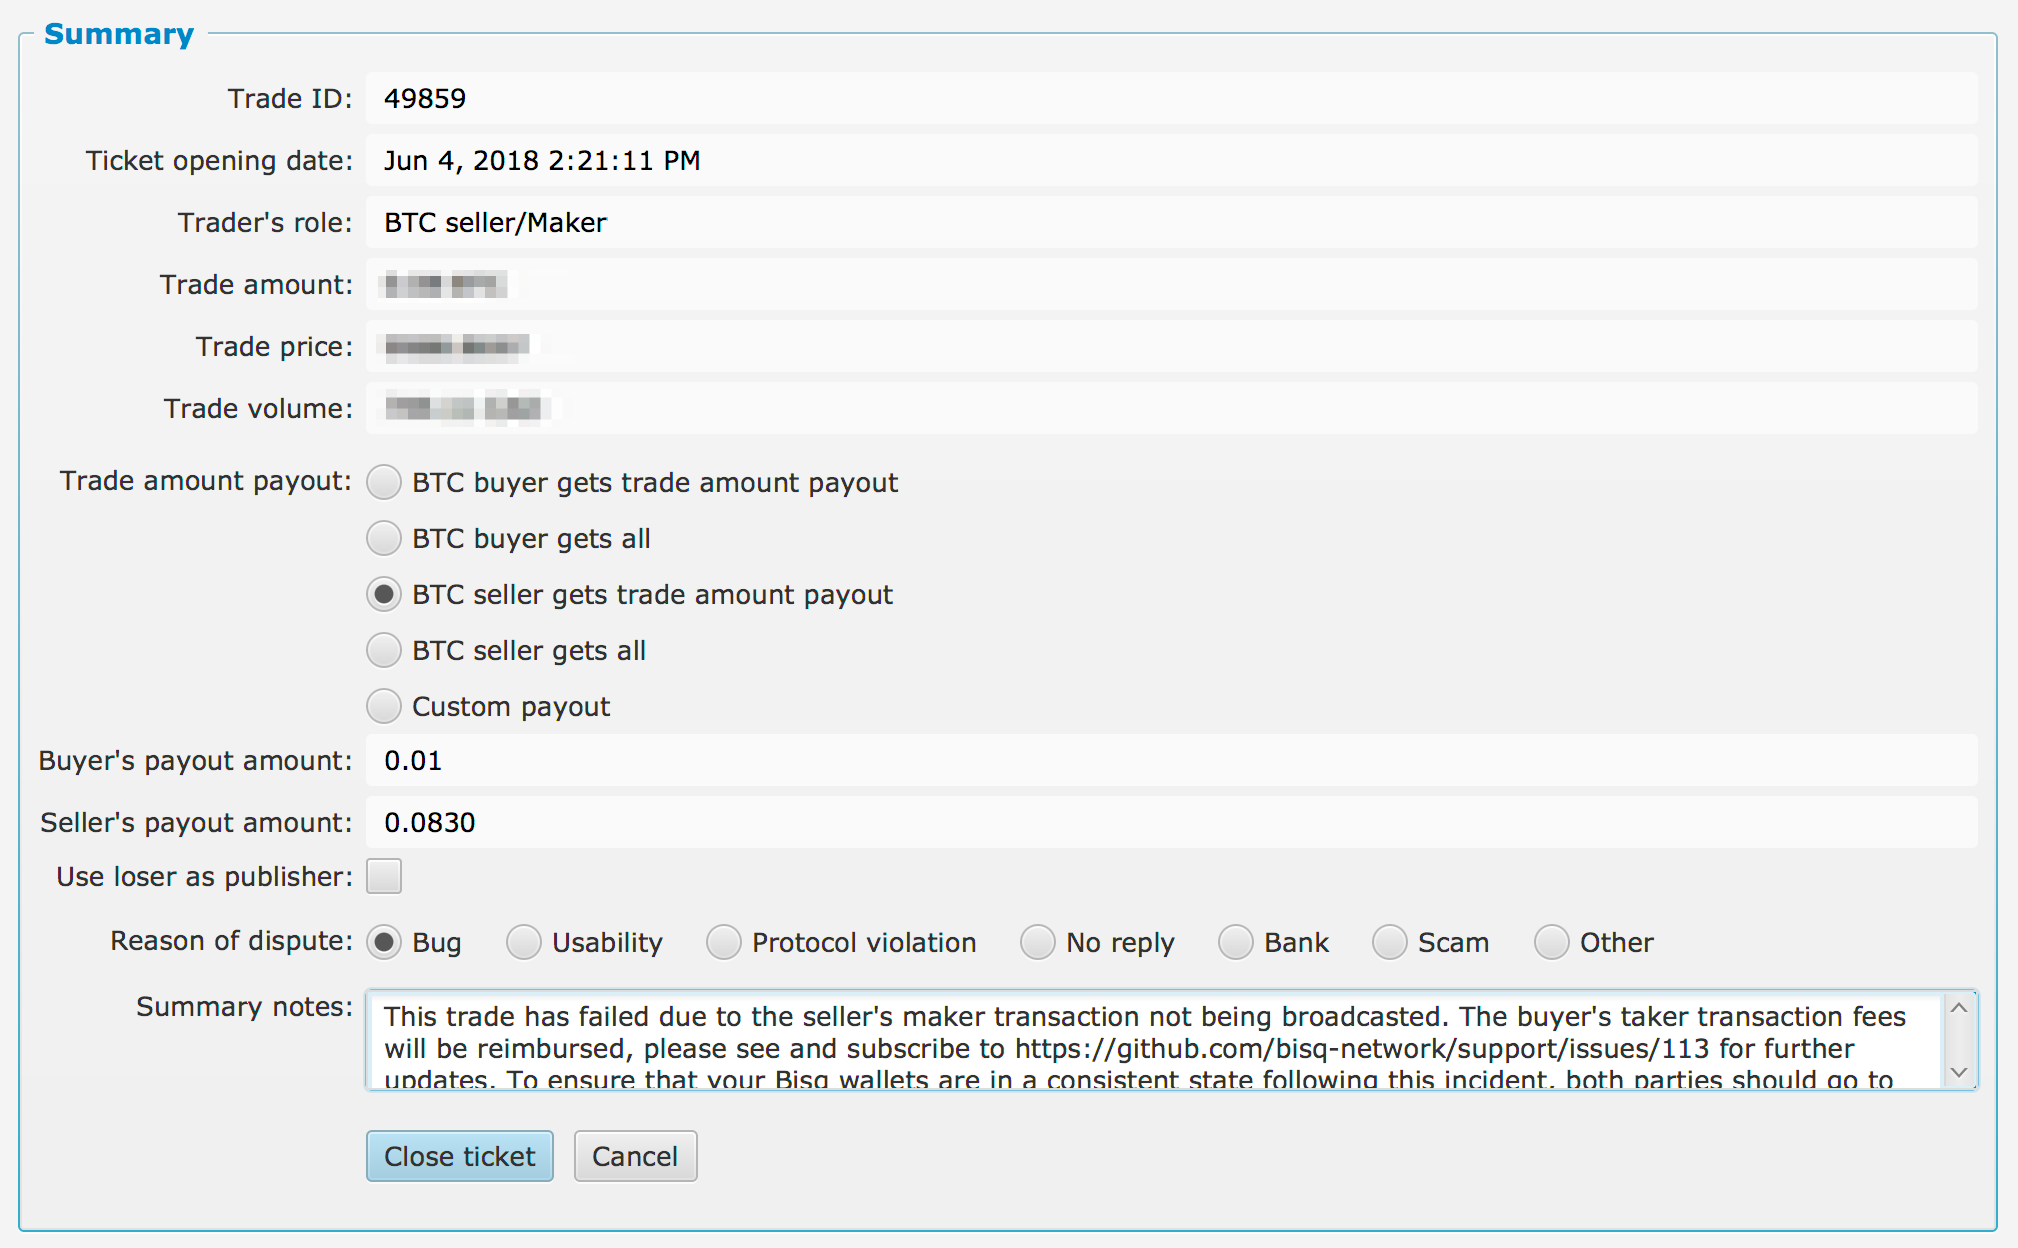 Summary
Trade ID: 49859
Ticket opening date: Jun 4, 2018 2:21:11 PM
Trader's role: BTC seller/Maker
Trade amount:
Trade price:
Trade volume:
Trade amount payout: BTC buyer gets trade amount payout
BTC buyer gets all
BTC seller gets trade amount payout
BTC seller gets all
Custom payout
Buyer's payout amount: 0.01
Seller's payout amount: 0.0830
Use loser as publisher:
Reason of dispute: Bug Usability Protocol violation No reply Bank Scam Other
Summary notes: This trade has failed due to the seller's maker transaction not being broadcasted. The buyer's taker transaction fees
will be reimbursed, please see and subscribe to https://github.com/bisq-network/support/issues/113 for further
updates. To ensure that your Bisq wallets are in a consistent state following this incident, both parties should go to
Close ticket Cancel